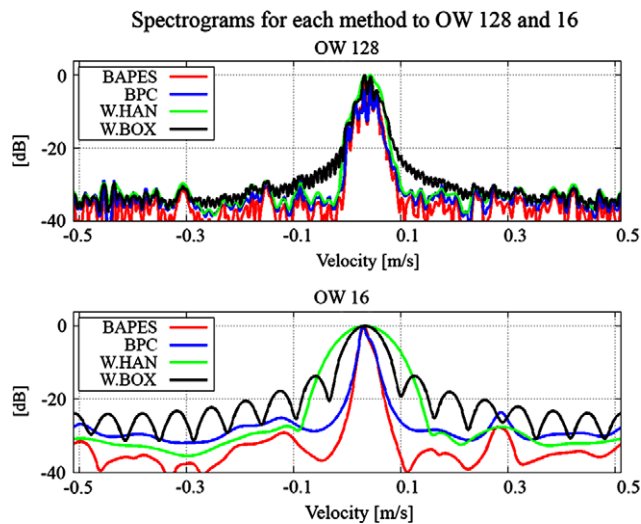 Spectrograms for each method to OW 128 and 16
OW 128
BAPES
BPC
W.HAN
W.BOX
[dB]
0
-20
-40
-0.5 -0.3 -0.1 0.1 0.3 0.5
Velocity [m/s]
OW 16
BAPES
BPC
W.HAN
W.BOX
[dB]
0
-20
-40
-0.5 -0.3 -0.1 0.1 0.3 0.5
Velocity [m/s]